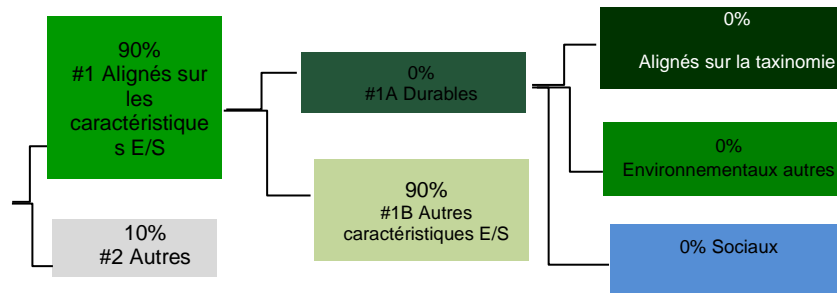 90%
#1 Alignés sur
les
caractéristique
s E/S
10%
#2 Autres
0%
#1A Durables
90%
#1B Autres
caractéristiques E/S
0%
Alignés sur la taxinomie
0%
Environnementaux autres
0% Sociaux